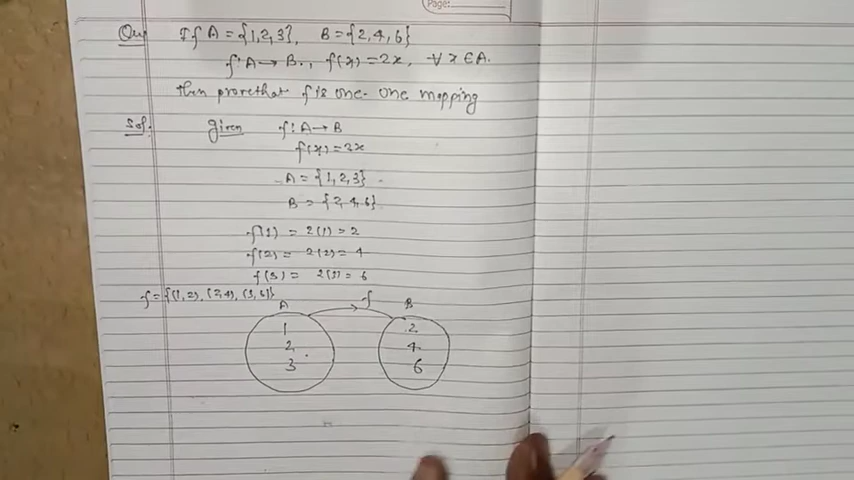 Page:
Que If A = {1,2,3}, B = {2,4,6}
f: A → B., f(x) = 2x, ∀ x ∈ A.
then prove that f is one-one mapping
Sol. Given f: A → B
f(x) = 2x
A = {1,2,3}
B = {2,4,6}
f(1) = 2(1) = 2
f(2) = 2(2) = 4
f(3) = 2(3) = 6
f = {(1,2), (2,4), (3,6)}
A f B
1 2
2 4
3 6